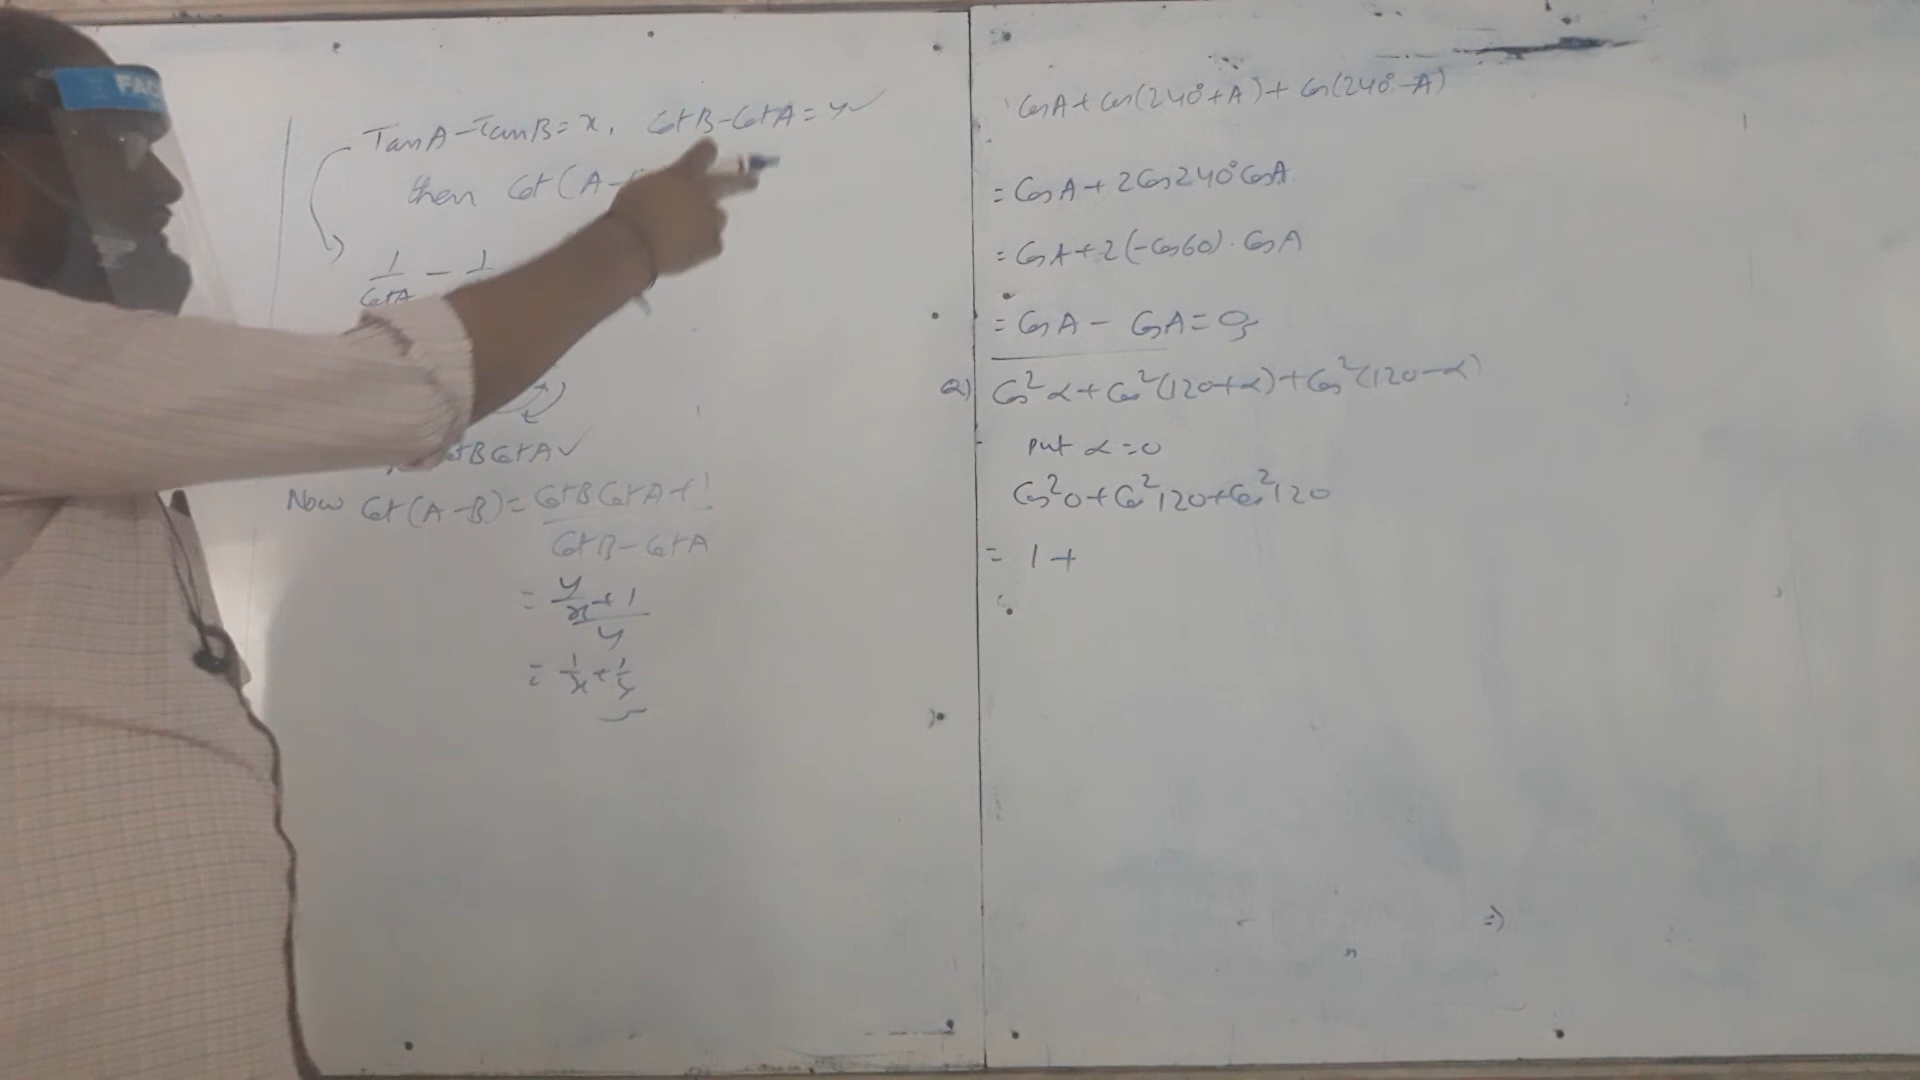 FA
TanA-TanB=x, CotB-CotA=y
then Cot(A-
1/CotA - 1
CotBCotA
Now Cot(A-B)=CotBCotA+1
CotB-CotA
= y/x+1
y
= 1/x+1/y
CosA+Cos(240°+A)+Cos(240°-A)
=CosA+2Cos240°CosA
=CosA+2(-Cos60).CosA
=CosA-CosA=0
Q) Cos²α+Cos²(120+α)+Cos²(120-α)
Put α=0
Cos²0+Cos²120+Cos²120
= 1+
=)